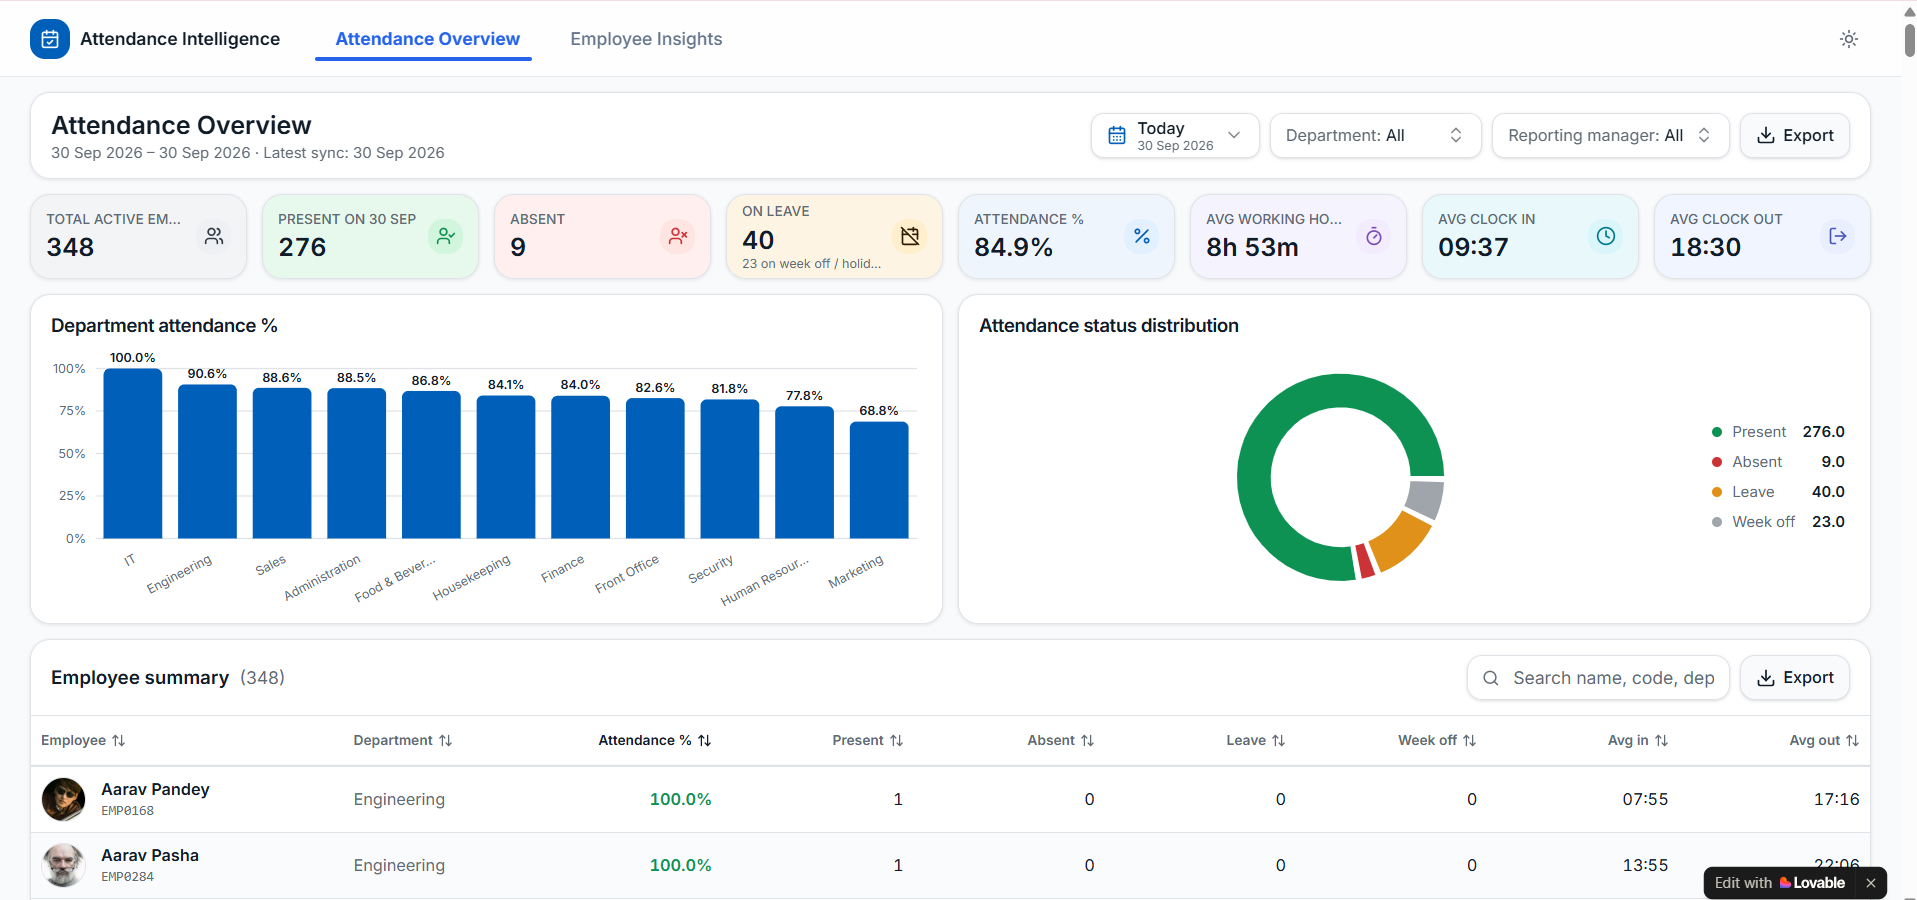 Attendance Intelligence
Attendance Overview
Employee Insights
Attendance Overview
30 Sep 2026 – 30 Sep 2026 · Latest sync: 30 Sep 2026
Today
30 Sep 2026
Department: All
Reporting manager: All
Export
TOTAL ACTIVE EM...
348
PRESENT ON 30 SEP
276
ABSENT
9
ON LEAVE
40
23 on week off / holid...
ATTENDANCE %
84.9%
AVG WORKING HO...
8h 53m
AVG CLOCK IN
09:37
AVG CLOCK OUT
18:30
Department attendance %
100%
75%
50%
25%
0%
100.0%
90.6%
88.6%
88.5%
86.8%
84.1%
84.0%
82.6%
81.8%
77.8%
68.8%
IT
Engineering
Sales
Administration
Food & Bever...
Housekeeping
Finance
Front Office
Security
Human Resour...
Marketing
Attendance status distribution
Present 276.0
Absent 9.0
Leave 40.0
Week off 23.0
Employee summary (348)
Search name, code, dep
Export
Employee Department Attendance % Present Absent Leave Week off Avg in Avg out
Aarav Pandey
EMP0168
Engineering 100.0% 1 0 0 0 07:55 17:16
Aarav Pasha
EMP0284
Engineering 100.0% 1 0 0 0 13:55 22:06
Edit with Lovable